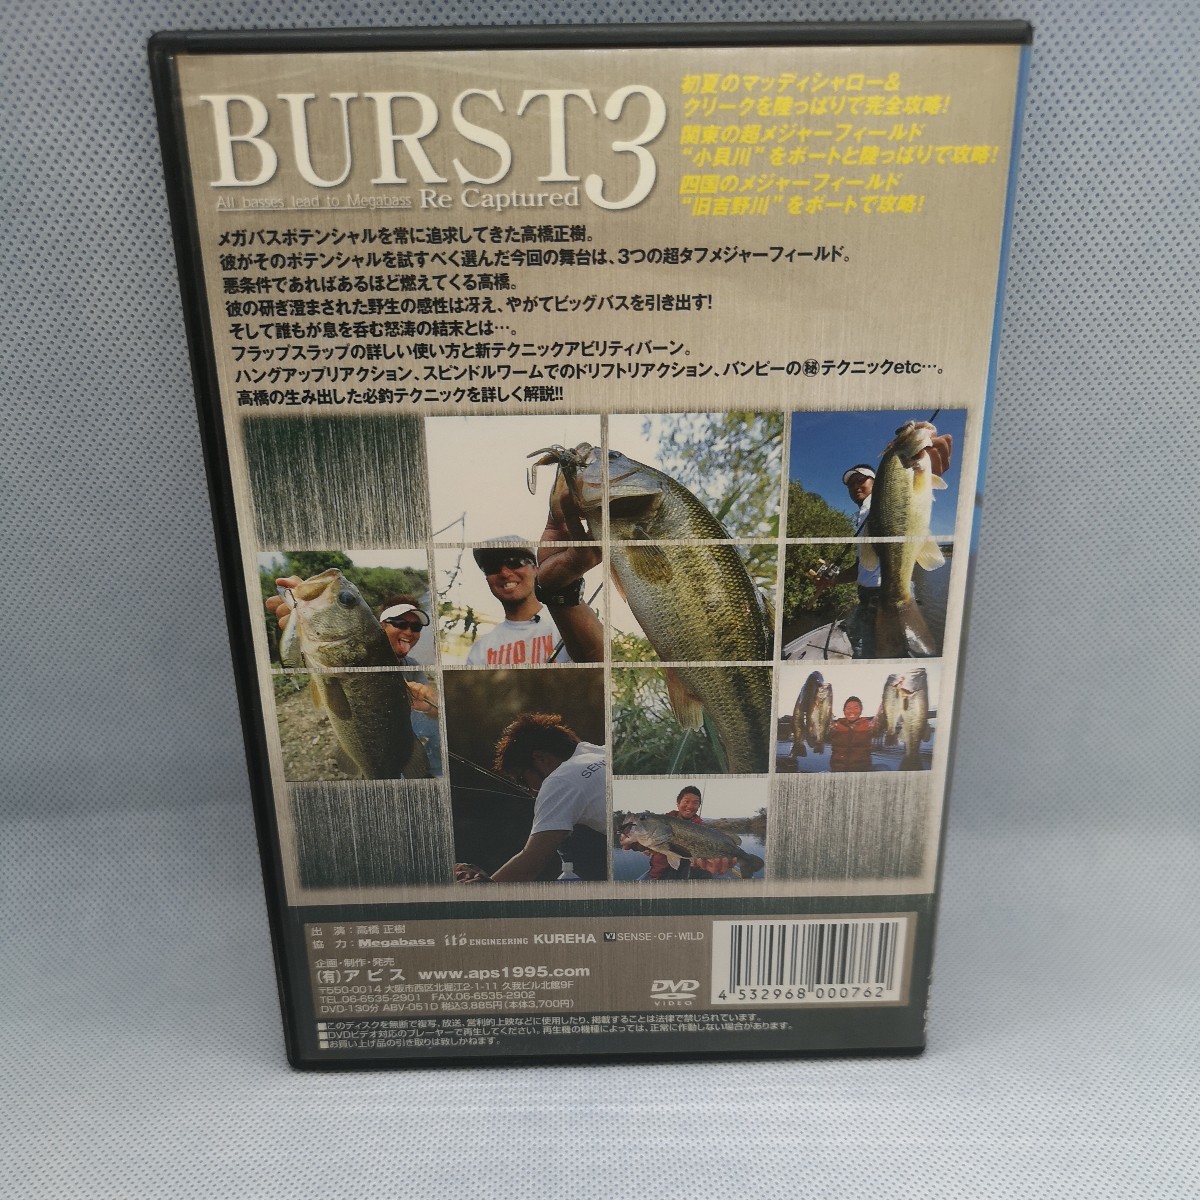 BURST3
All basses lead to Megabass Re Captured
初夏のマッディシャロー&
クリークを陸っぱりで完全攻略!
関東の超メジャーフィールド
“小貝川”をボートと陸っぱりで攻略!
四国のメジャーフィールド
“旧吉野川”をボートで攻略!
メガバスポテンシャルを常に追求してきた高橋正樹。
彼がそのポテンシャルを試すべく選んだ今回の舞台は、3つの超タフメジャーフィールド。
悪条件であればあるほど燃えてくる高橋。
彼の研ぎ澄まされた野生の感性は冴え、やがてビッグバスを引き出す!
そして誰もが息を呑む怒涛の結末とは…。
フラップスラップの詳しい使い方と新テクニックアビリティバーン。
ハングアップリアクション、スピンドルワームでのドリフトリアクション、バンピーの㊙テクニックetc…。
高橋の生み出した必釣テクニックを詳しく解説!!
出 演:高橋 正樹
協 力:Megabass itō ENGINEERING KUREHA SENSE・OF・WILD
企画・制作・発売
(有)アピス www.aps1995.com
〒550-0014 大阪市西区北堀江2-1-11 久我ビル北館9F
TEL.06-6535-2901 FAX.06-6535-2902
DVD-130分 ABV-051D 税込3,885円(本体3,700円)
DVD VIDEO
4 532968 000762
■このディスクを無断で複写、放送、営利的上映などに使用したり、掲載することは法律で禁じられています。
■DVDビデオ対応のプレーヤーで再生してください。再生機の機種によっては、正常に作動しない場合があります。
■お買い上げ品の引き取りは致しかねます。